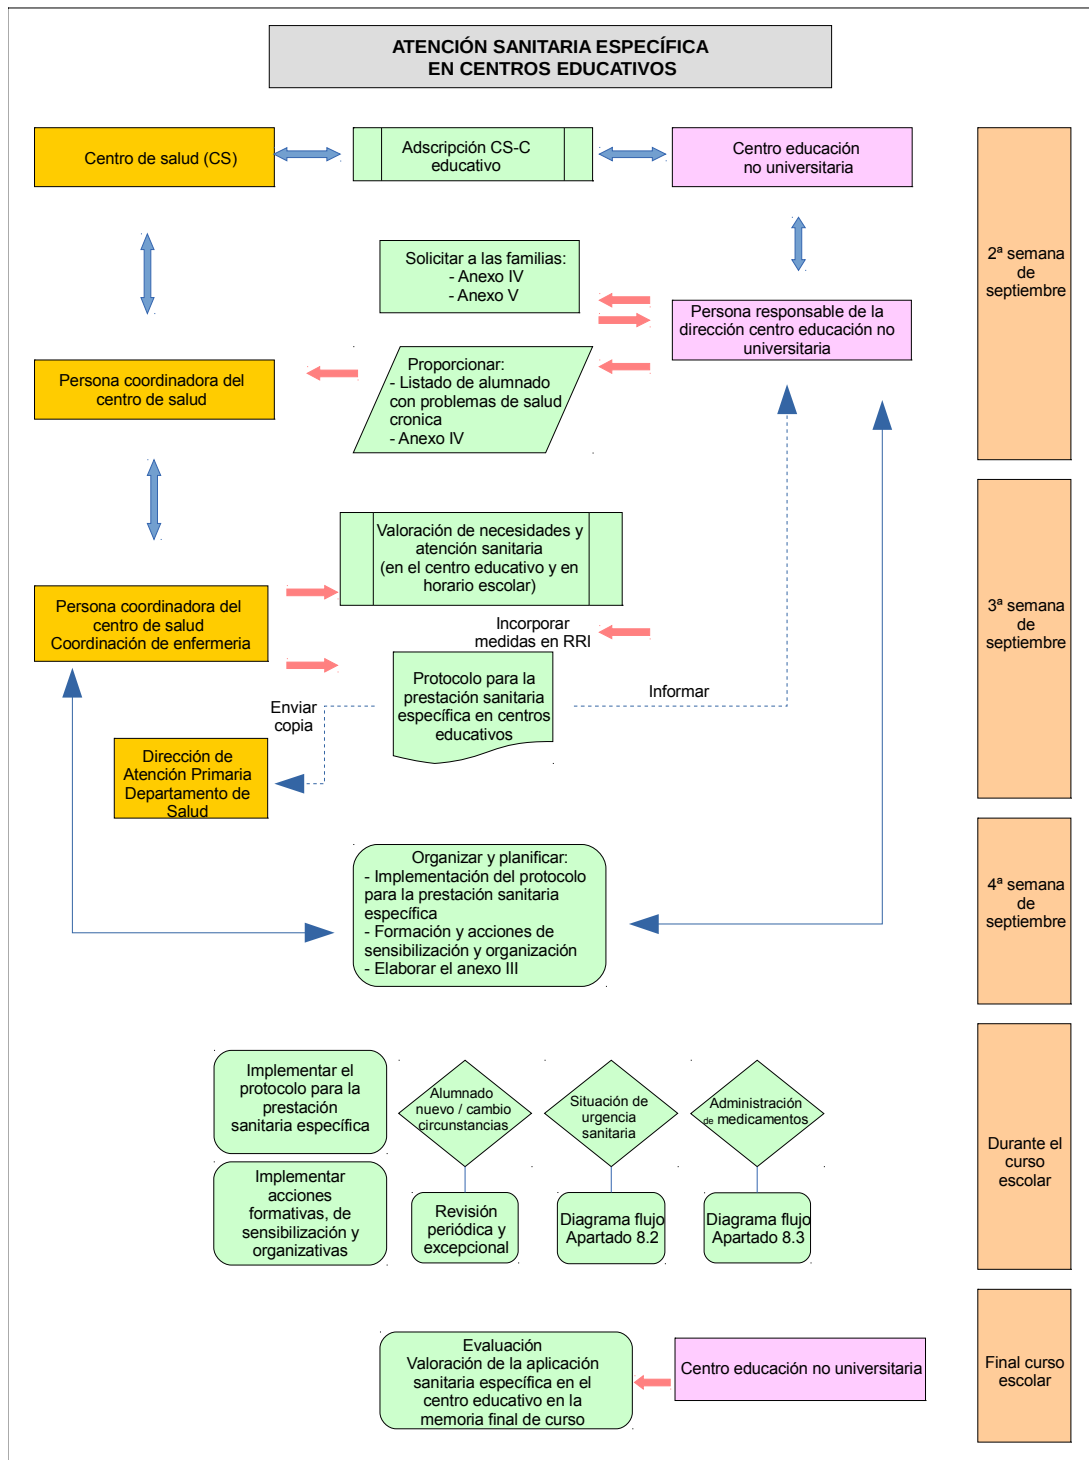 ATENCIÓN SANITARIA ESPECÍFICA
EN CENTROS EDUCATIVOS
Centro de salud (CS)
Adscripción CS-C
educativo
Centro educación
no universitaria
2ª semana
de
septiembre
Solicitar a las familias:
- Anexo IV
- Anexo V
Persona responsable de la
dirección centro educación no
universitaria
Persona coordinadora del
centro de salud
Proporcionar:
- Listado de alumnado
con problemas de salud
cronica
- Anexo IV
Valoración de necesidades y
atención sanitaria
(en el centro educativo y en
horario escolar)
3ª semana
de
septiembre
Persona coordinadora del
centro de salud
Coordinación de enfermeria
Incorporar
medidas en RRI
Protocolo para la
prestación sanitaria
específica en centros
educativos
Informar
Enviar
copia
Dirección de
Atención Primaria
Departamento de
Salud
Organizar y planificar:
- Implementación del protocolo
para la prestación sanitaria
específica
- Formación y acciones de
sensibilización y organización
- Elaborar el anexo III
4ª semana
de
septiembre
Implementar el
protocolo para la
prestación
sanitaria específica
Alumnado
nuevo / cambio
circunstancias
Situación de
urgencia
sanitaria
Administración
de medicamentos
Durante el
curso
escolar
Implementar
acciones
formativas, de
sensibilización y
organizativas
Revisión
periódica y
excepcional
Diagrama flujo
Apartado 8.2
Diagrama flujo
Apartado 8.3
Evaluación
Valoración de la aplicación
sanitaria específica en el
centro educativo en la
memoria final de curso
Centro educación no universitaria
Final curso
escolar